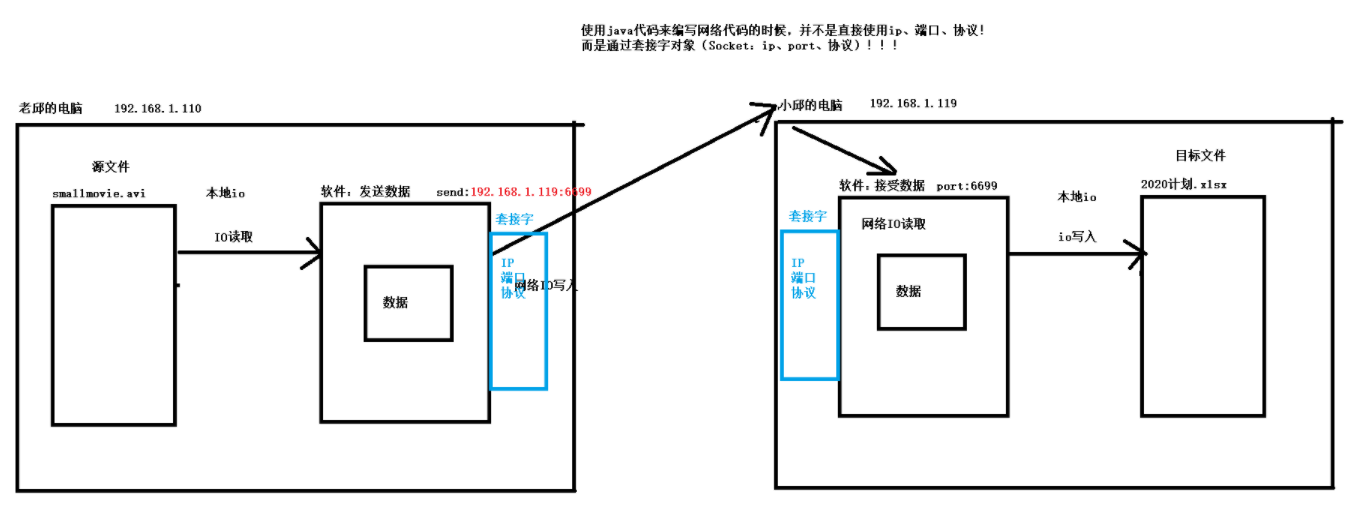 使用java代码来编写网络代码的时候，并不是直接使用ip、端口、协议！
而是通过套接字对象（Socket：ip、port、协议）！！！
老邱的电脑 192.168.1.110
源文件
smallmovie.avi
本地io
IO读取
软件：发送数据 send:192.168.1.119:6699
数据
套接字
IP
端口
协议
网络IO写入
小邱的电脑 192.168.1.119
套接字
IP
端口
协议
软件：接受数据 port:6699
网络IO读取
数据
本地io
io写入
目标文件
2020计划.xlsx